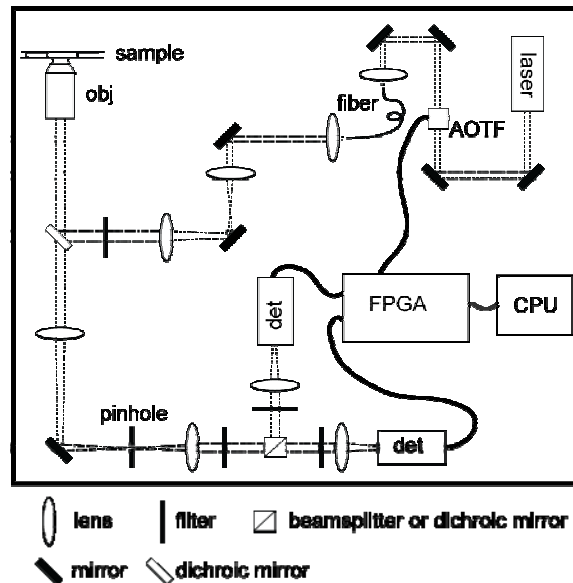 sample
obj
fiber
laser
AOTF
det
FPGA
CPU
pinhole
det
lens
filter
beamsplitter or dichroic mirror
mirror
dichroic mirror